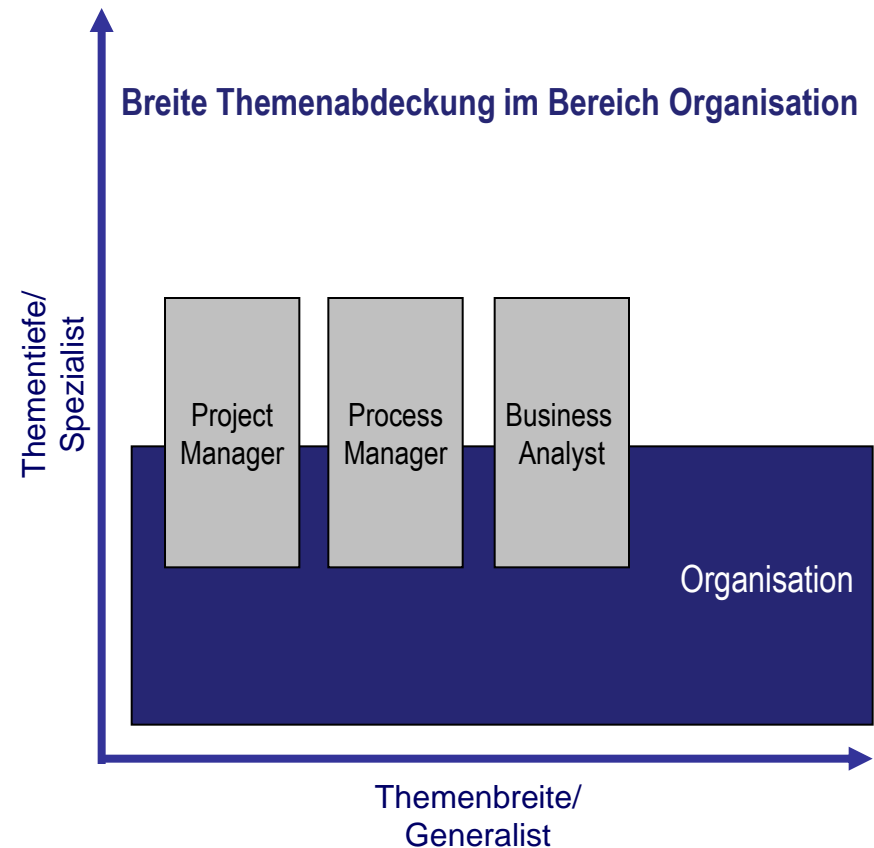 Breite Themenabdeckung im Bereich Organisation
Thementiefe/
Spezialist
Project
Manager
Process
Manager
Business
Analyst
Organisation
Themenbreite/
Generalist